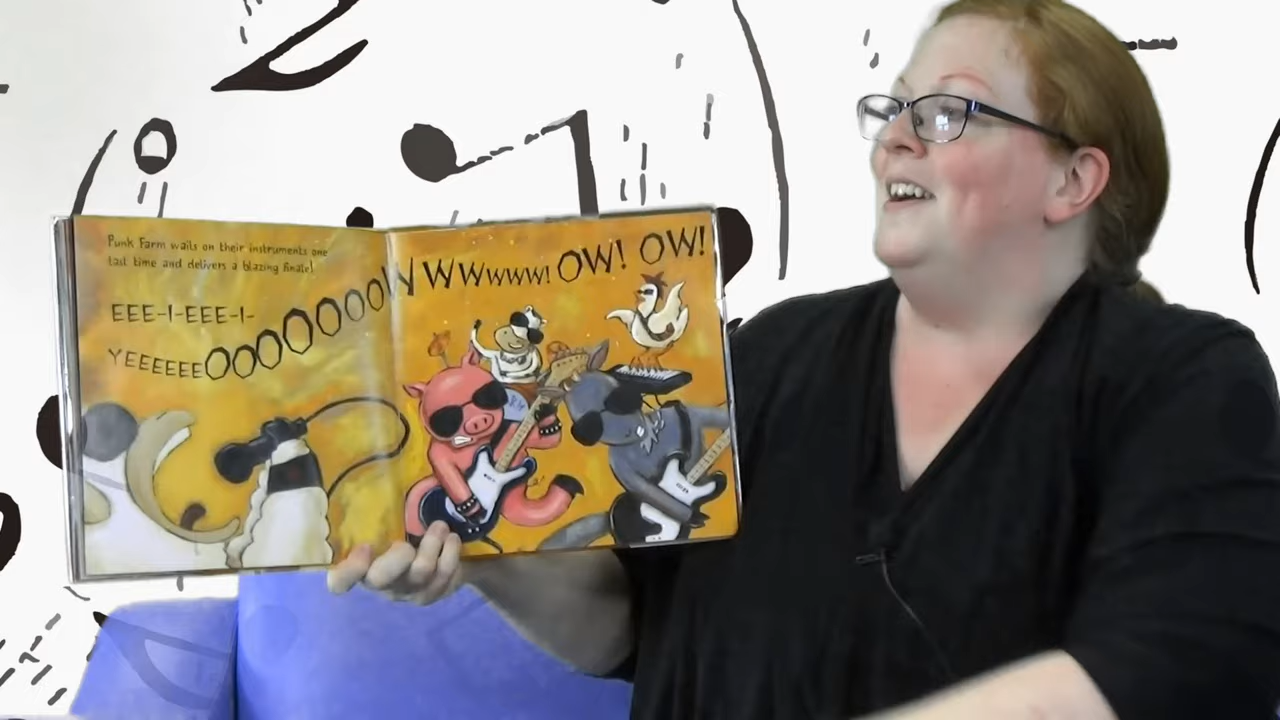 Punk Farm wails on their instruments one
last time and delivers a blazing finale!
EEE-I-EEE-I-
YEEEEEEOOOOOOOOOWWWwww! OW! OW!